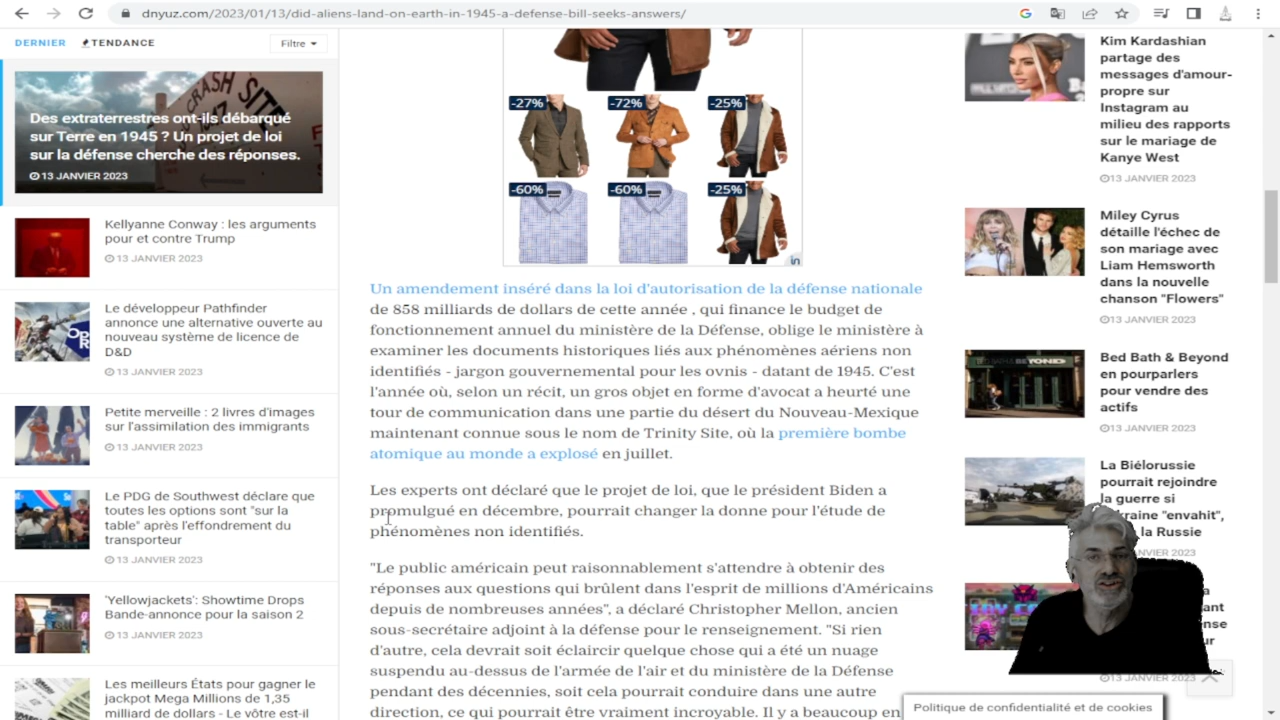 dnyuz.com/2023/01/13/did-aliens-land-on-earth-in-1945-a-defense-bill-seeks-answers/
DERNIER
TENDANCE
Filtre
CRASH SITE
Des extraterrestres ont-ils débarqué
sur Terre en 1945 ? Un projet de loi
sur la défense cherche des réponses.
13 JANVIER 2023
Kellyanne Conway : les arguments
pour et contre Trump
13 JANVIER 2023
Le développeur Pathfinder
annonce une alternative ouverte au
nouveau système de licence de
D&D
13 JANVIER 2023
Petite merveille : 2 livres d'images
sur l'assimilation des immigrants
13 JANVIER 2023
Le PDG de Southwest déclare que
toutes les options sont "sur la
table" après l'effondrement du
transporteur
13 JANVIER 2023
'Yellowjackets': Showtime Drops
Bande-annonce pour la saison 2
13 JANVIER 2023
Les meilleurs États pour gagner le
jackpot Mega Millions de 1,35
milliard de dollars - Le vôtre est-il
-27%
-72%
-25%
-60%
-60%
-25%
Un amendement inséré dans la loi d'autorisation de la défense nationale
de 858 milliards de dollars de cette année , qui finance le budget de
fonctionnement annuel du ministère de la Défense, oblige le ministère à
examiner les documents historiques liés aux phénomènes aériens non
identifiés - jargon gouvernemental pour les ovnis - datant de 1945. C'est
l'année où, selon un récit, un gros objet en forme d'avocat a heurté une
tour de communication dans une partie du désert du Nouveau-Mexique
maintenant connue sous le nom de Trinity Site, où la première bombe
atomique au monde a explosé en juillet.
Les experts ont déclaré que le projet de loi, que le président Biden a
promulgué en décembre, pourrait changer la donne pour l'étude de
phénomènes non identifiés.
"Le public américain peut raisonnablement s'attendre à obtenir des
réponses aux questions qui brûlent dans l'esprit de millions d'Américains
depuis de nombreuses années", a déclaré Christopher Mellon, ancien
sous-secrétaire adjoint à la défense pour le renseignement. "Si rien
d'autre, cela devrait soit éclaircir quelque chose qui a été un nuage
suspendu au-dessus de l'armée de l'air et du ministère de la Défense
pendant des décennies, soit cela pourrait conduire dans une autre
direction, ce qui pourrait être vraiment incroyable. Il y a beaucoup en
Kim Kardashian
partage des
messages d'amour-
propre sur
Instagram au
milieu des rapports
sur le mariage de
Kanye West
13 JANVIER 2023
Miley Cyrus
détaille l'échec de
son mariage avec
Liam Hemsworth
dans la nouvelle
chanson "Flowers"
13 JANVIER 2023
Bed Bath & Beyond
en pourparlers
pour vendre des
actifs
13 JANVIER 2023
La Biélorussie
pourrait rejoindre
la guerre si
"envahit",
la Russie
2023
13 JANVIER 2023
Politique de confidentialité et de cookies